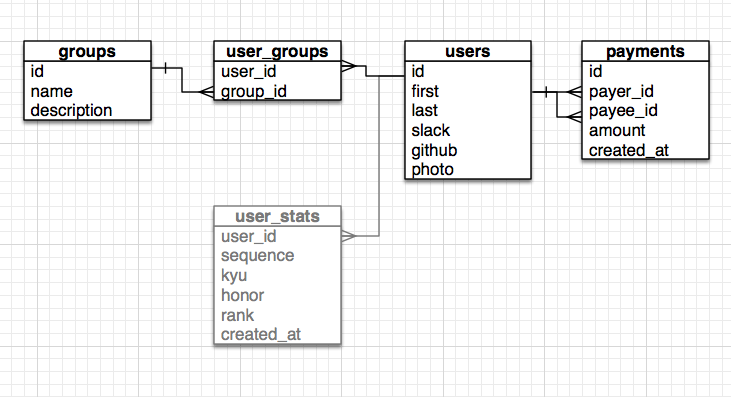 groups
id
name
description
user_groups
user_id
group_id
users
id
first
last
slack
github
photo
payments
id
payer_id
payee_id
amount
created_at
user_stats
user_id
sequence
kyu
honor
rank
created_at